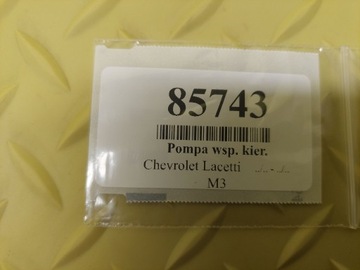 85743
Pompa wsp. kier.
Chevrolet Lacetti
M3